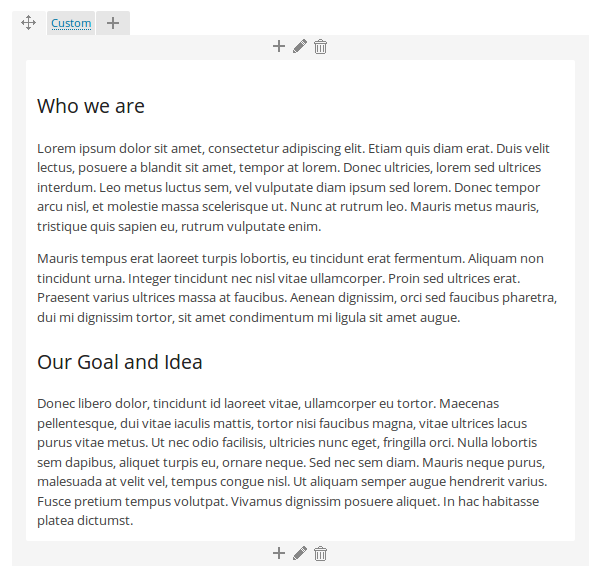 Custom
Who we are
Lorem ipsum dolor sit amet, consectetur adipiscing elit. Etiam quis diam erat. Duis velit
lectus, posuere a blandit sit amet, tempor at lorem. Donec ultricies, lorem sed ultrices
interdum. Leo metus luctus sem, vel vulputate diam ipsum sed lorem. Donec tempor
arcu nisl, et molestie massa scelerisque ut. Nunc at rutrum leo. Mauris metus mauris,
tristique quis sapien eu, rutrum vulputate enim.
Mauris tempus erat laoreet turpis lobortis, eu tincidunt erat fermentum. Aliquam non
tincidunt urna. Integer tincidunt nec nisl vitae ullamcorper. Proin sed ultrices erat.
Praesent varius ultrices massa at faucibus. Aenean dignissim, orci sed faucibus pharetra,
dui mi dignissim tortor, sit amet condimentum mi ligula sit amet augue.
Our Goal and Idea
Donec libero dolor, tincidunt id laoreet vitae, ullamcorper eu tortor. Maecenas
pellentesque, dui vitae iaculis mattis, tortor nisi faucibus magna, vitae ultrices lacus
purus vitae metus. Ut nec odio facilisis, ultricies nunc eget, fringilla orci. Nulla lobortis
sem dapibus, aliquet turpis eu, ornare neque. Sed nec sem diam. Mauris neque purus,
malesuada at velit vel, tempus congue nisl. Ut aliquam semper augue hendrerit varius.
Fusce pretium tempus volutpat. Vivamus dignissim posuere aliquet. In hac habitasse
platea dictumst.